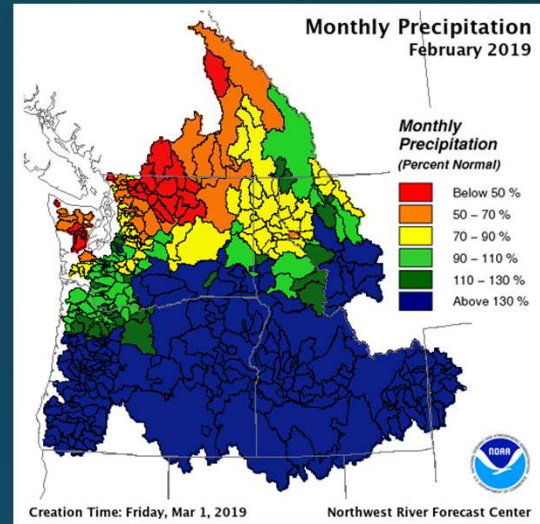 Monthly Precipitation
February 2019
Monthly
Precipitation
(Percent Normal)
Below 50 %
50 – 70 %
70 – 90 %
90 – 110 %
110 – 130 %
Above 130 %
NOAA
Creation Time: Friday, Mar 1, 2019
Northwest River Forecast Center